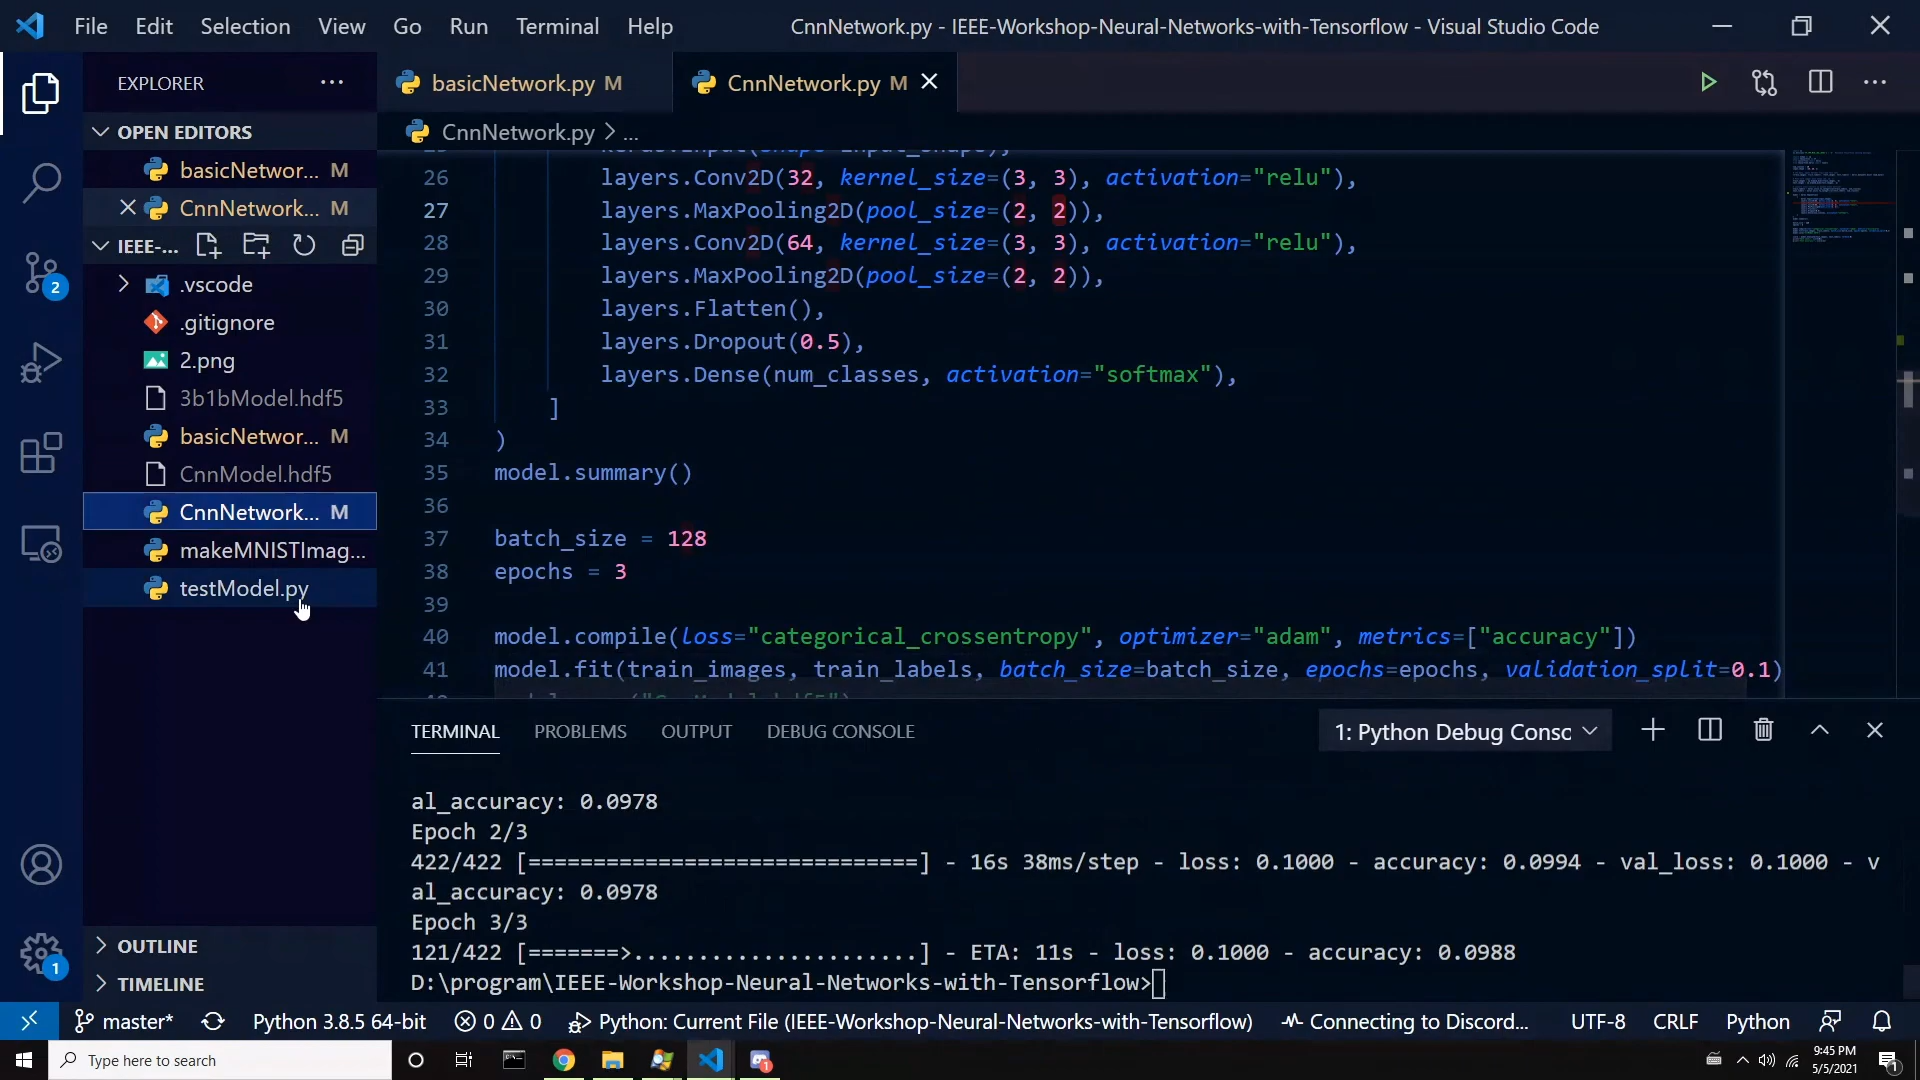 File Edit Selection View Go Run Terminal Help CnnNetwork.py - IEEE-Workshop-Neural-Networks-with-Tensorflow - Visual Studio Code
EXPLORER
OPEN EDITORS
basicNetwor... M
CnnNetwork... M
IEEE-...
.vscode
.gitignore
2.png
3b1bModel.hdf5
basicNetwor... M
CnnModel.hdf5
CnnNetwork... M
makeMNISTImag...
testModel.py
OUTLINE
TIMELINE
2
1
basicNetwork.py M CnnNetwork.py M
CnnNetwork.py > ...
26 layers.Conv2D(32, kernel_size=(3, 3), activation="relu"),
27 layers.MaxPooling2D(pool_size=(2, 2)),
28 layers.Conv2D(64, kernel_size=(3, 3), activation="relu"),
29 layers.MaxPooling2D(pool_size=(2, 2)),
30 layers.Flatten(),
31 layers.Dropout(0.5),
32 layers.Dense(num_classes, activation="softmax"),
33 ]
34 )
35 model.summary()
36
37 batch_size = 128
38 epochs = 3
39
40 model.compile(loss="categorical_crossentropy", optimizer="adam", metrics=["accuracy"])
41 model.fit(train_images, train_labels, batch_size=batch_size, epochs=epochs, validation_split=0.1)
TERMINAL PROBLEMS OUTPUT DEBUG CONSOLE 1: Python Debug Consc
al_accuracy: 0.0978
Epoch 2/3
422/422 [==============================] - 16s 38ms/step - loss: 0.1000 - accuracy: 0.0994 - val_loss: 0.1000 - v
al_accuracy: 0.0978
Epoch 3/3
121/422 [=======>......................] - ETA: 11s - loss: 0.1000 - accuracy: 0.0988
D:\program\IEEE-Workshop-Neural-Networks-with-Tensorflow>
master* Python 3.8.5 64-bit 0 0 Python: Current File (IEEE-Workshop-Neural-Networks-with-Tensorflow) Connecting to Discord... UTF-8 CRLF Python
Type here to search
9:45 PM
5/5/2021
1